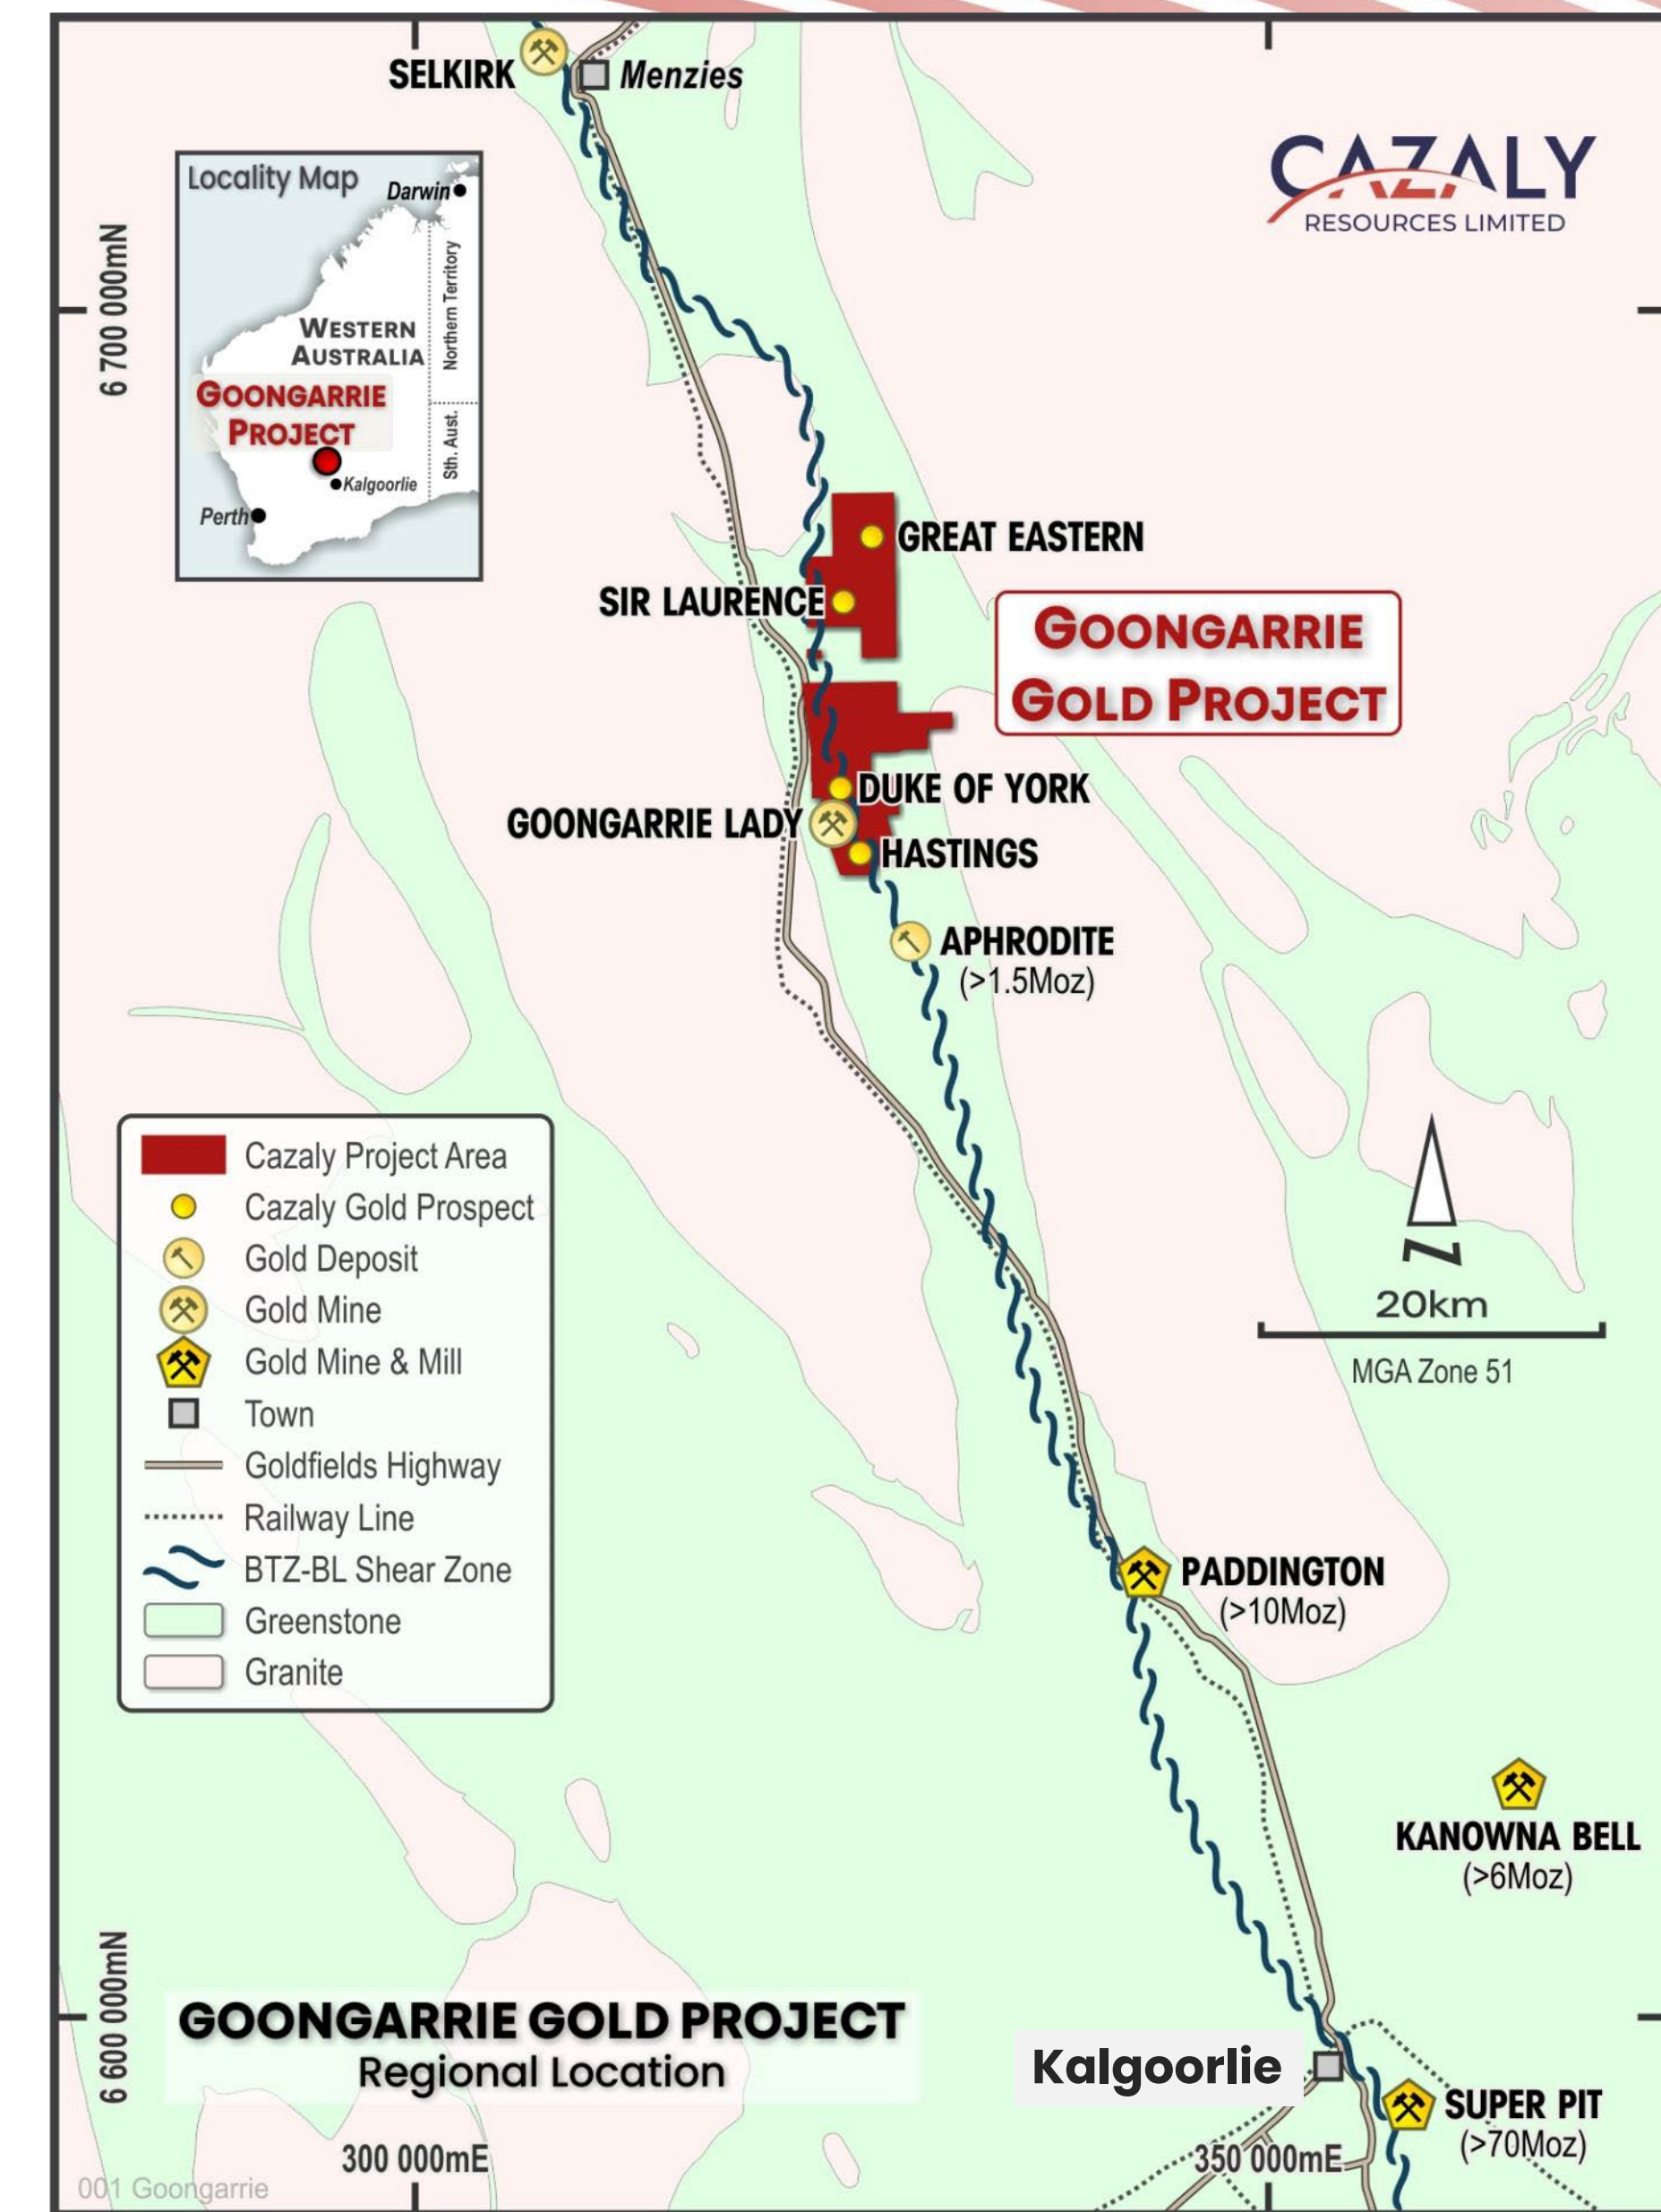 SELKIRK
Menzies
Locality Map
Darwin
Northern Territory
WESTERN
AUSTRALIA
GOONGARRIE
PROJECT
Sth. Aust.
Kalgoorlie
Perth
CAZALY
RESOURCES LIMITED
6 700 000mN
GREAT EASTERN
SIR LAURENCE
GOONGARRIE
GOLD PROJECT
DUKE OF YORK
GOONGARRIE LADY
HASTINGS
APHRODITE
(>1.5Moz)
Cazaly Project Area
Cazaly Gold Prospect
Gold Deposit
Gold Mine
Gold Mine & Mill
Town
Goldfields Highway
Railway Line
BTZ-BL Shear Zone
Greenstone
Granite
N
20km
MGA Zone 51
PADDINGTON
(>10Moz)
KANOWNA BELL
(>6Moz)
6 600 000mN
GOONGARRIE GOLD PROJECT
Regional Location
Kalgoorlie
SUPER PIT
(>70Moz)
300 000mE
350 000mE
001 Goongarrie